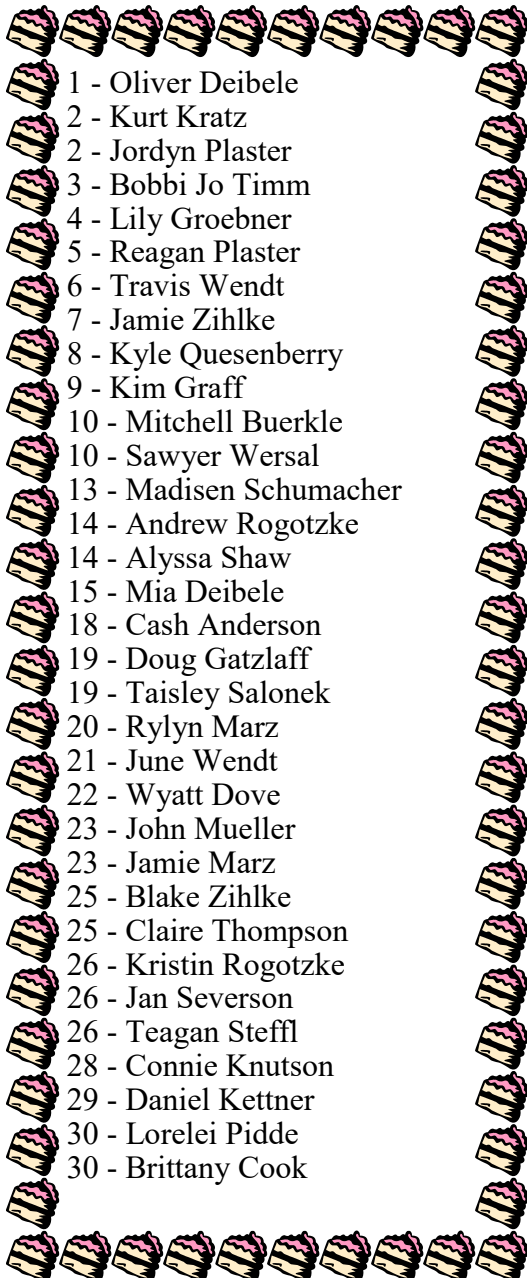 1 - Oliver Deibele
2 - Kurt Kratz
2 - Jordyn Plaster
3 - Bobbi Jo Timm
4 - Lily Groebner
5 - Reagan Plaster
6 - Travis Wendt
7 - Jamie Zihlke
8 - Kyle Quesenberry
9 - Kim Graff
10 - Mitchell Buerkle
10 - Sawyer Wersal
13 - Madisen Schumacher
14 - Andrew Rogotzke
14 - Alyssa Shaw
15 - Mia Deibele
18 - Cash Anderson
19 - Doug Gatzlaff
19 - Taisley Salonek
20 - Rylyn Marz
21 - June Wendt
22 - Wyatt Dove
23 - John Mueller
23 - Jamie Marz
25 - Blake Zihlke
25 - Claire Thompson
26 - Kristin Rogotzke
26 - Jan Severson
26 - Teagan Steffl
28 - Connie Knutson
29 - Daniel Kettner
30 - Lorelei Pidde
30 - Brittany Cook